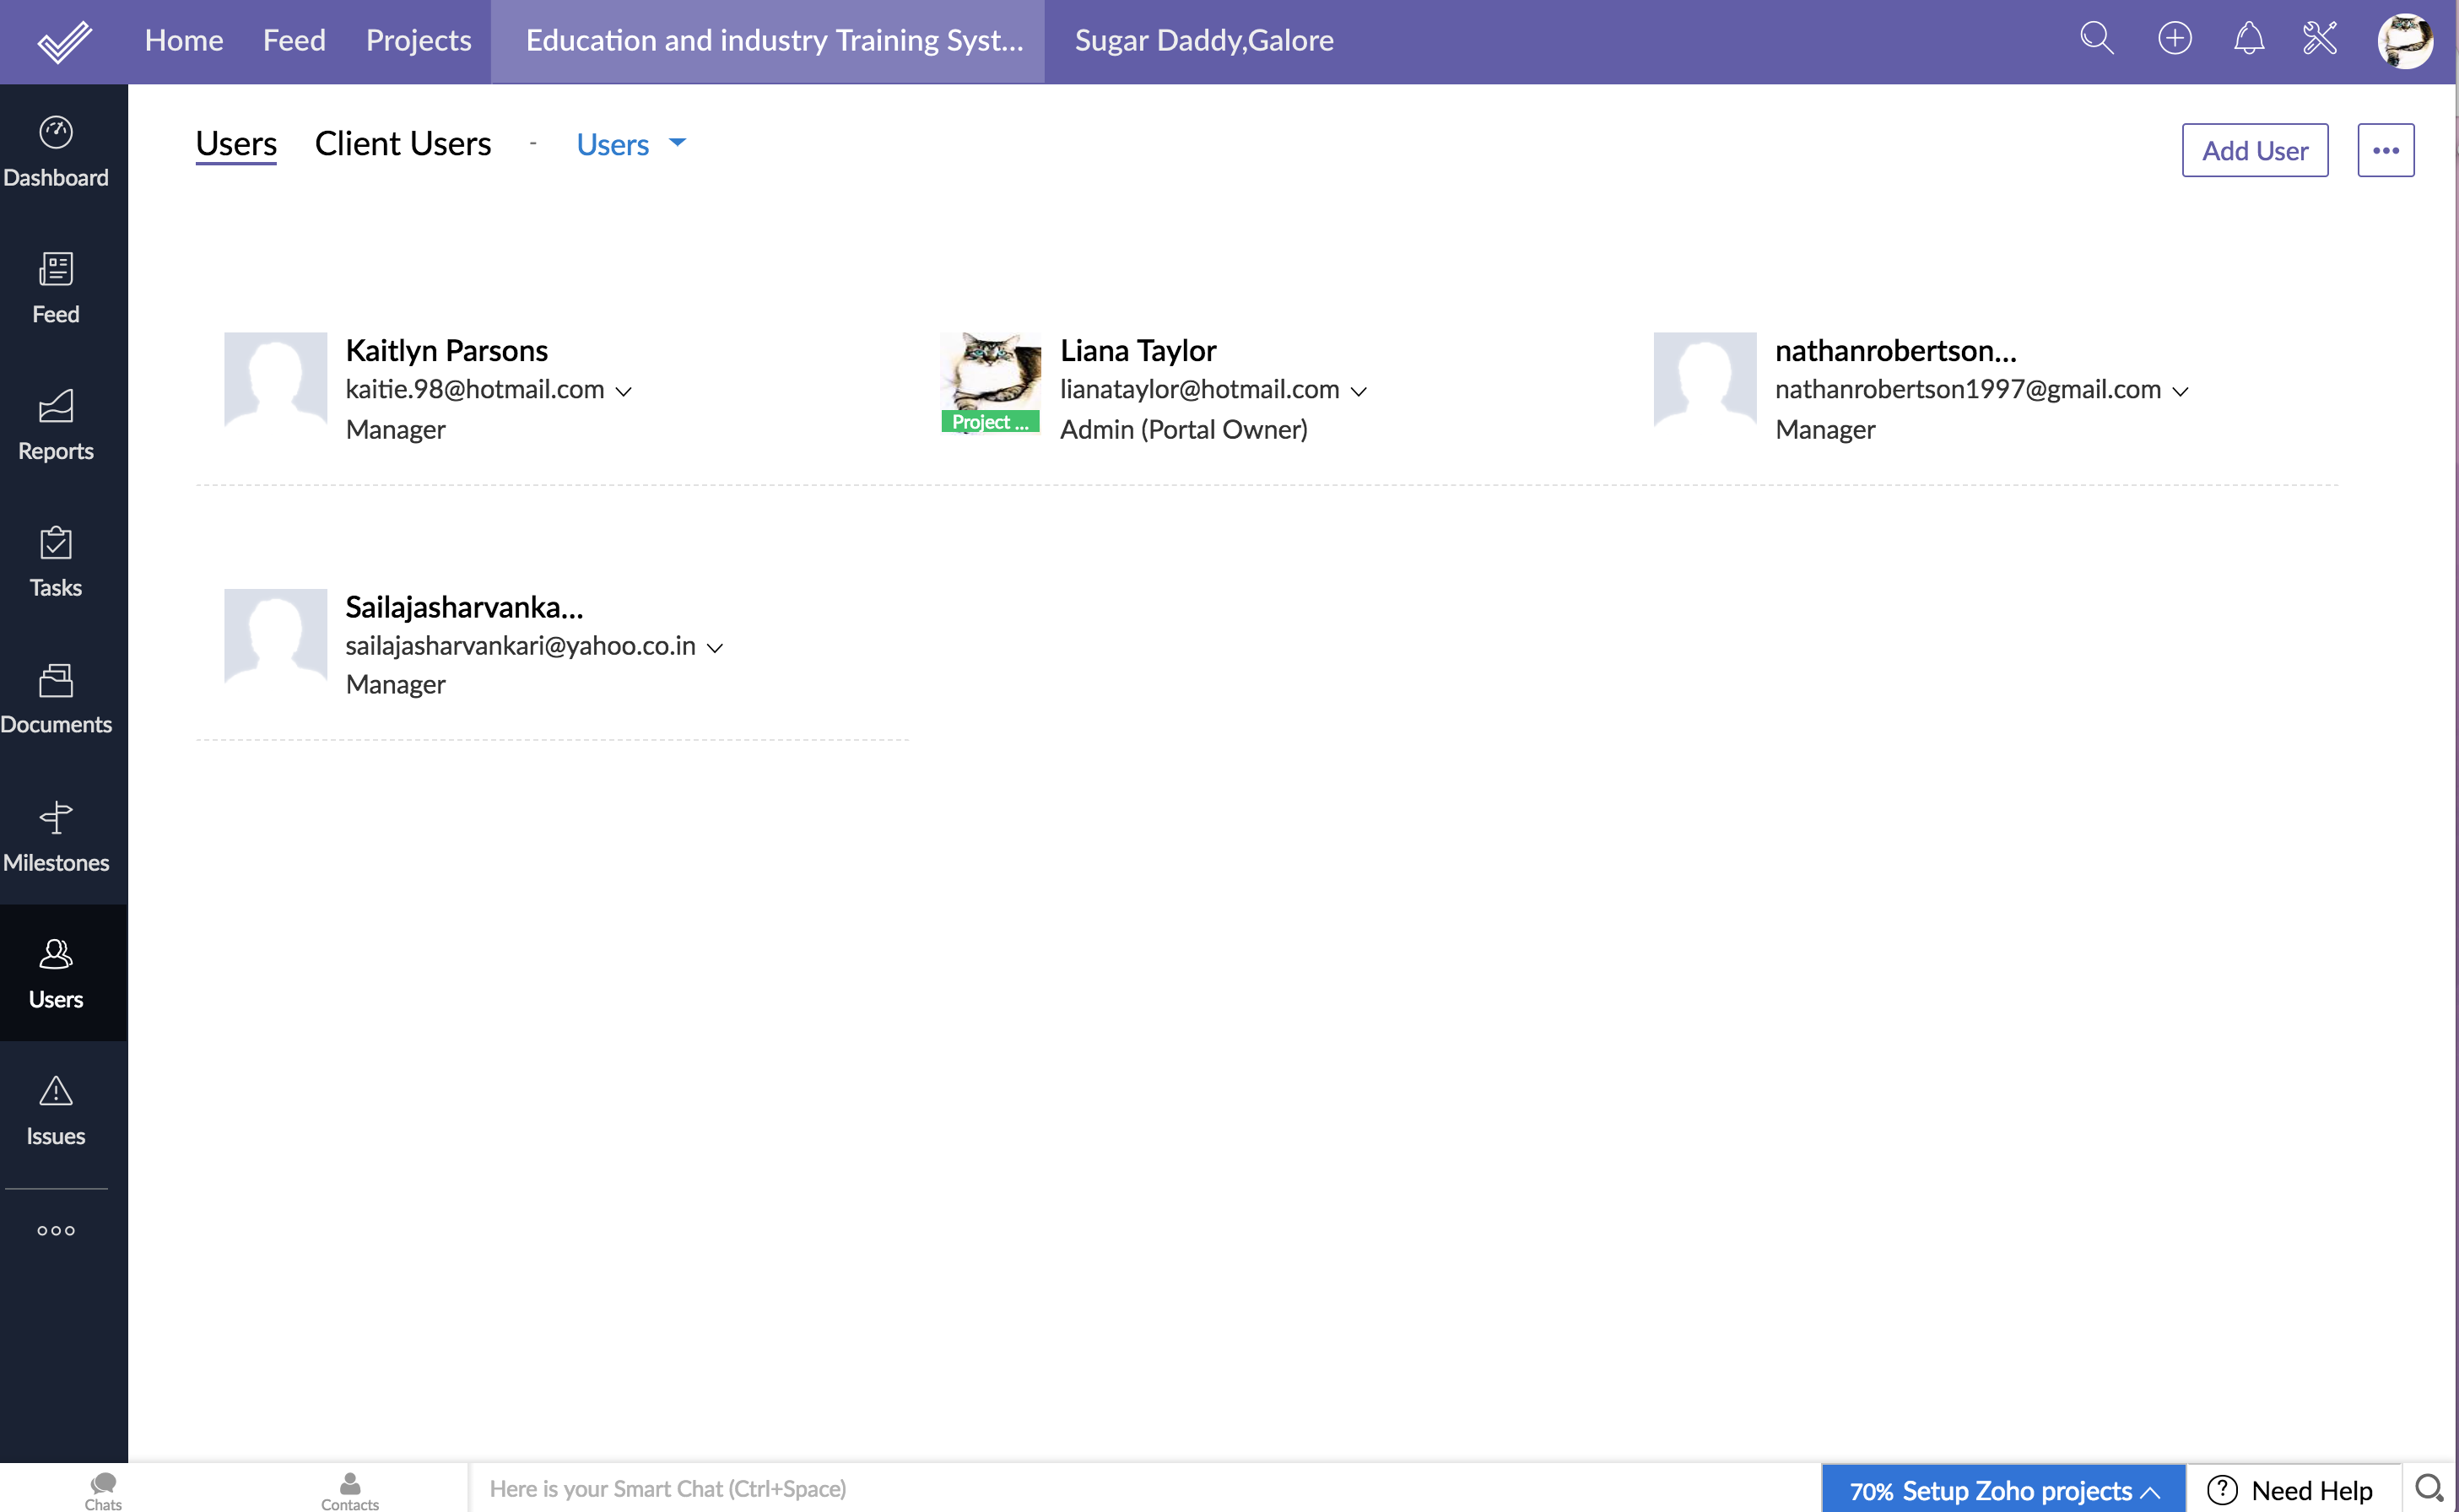 Home Feed Projects Education and industry Training Syst... Sugar Daddy,Galore
Dashboard
Feed
Reports
Tasks
Documents
Milestones
Users
Issues
Users Client Users - Users
Add User
Kaitlyn Parsons
kaitie.98@hotmail.com
Manager
Project ...
Liana Taylor
lianataylor@hotmail.com
Admin (Portal Owner)
nathanrobertson...
nathanrobertson1997@gmail.com
Manager
Sailajasharvanka...
sailajasharvankari@yahoo.co.in
Manager
Chats
Contacts
Here is your Smart Chat (Ctrl+Space)
70% Setup Zoho projects
Need Help